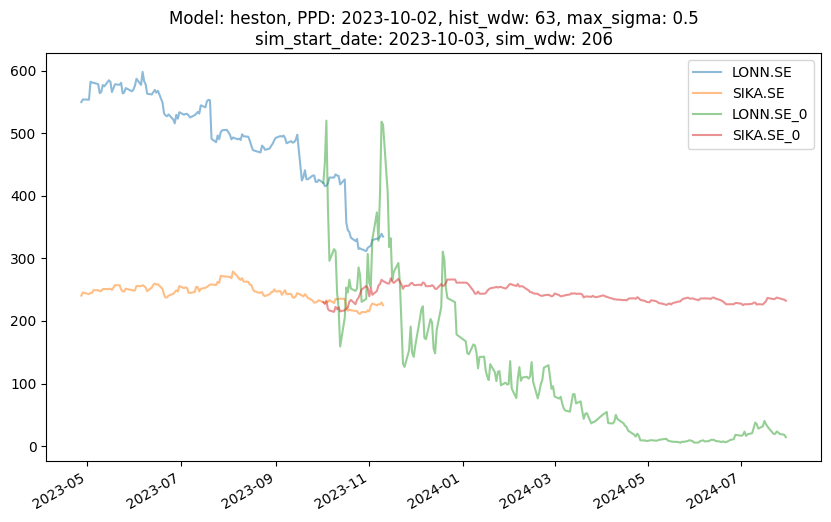 Model: heston, PPD: 2023-10-02, hist_wdw: 63, max_sigma: 0.5
sim_start_date: 2023-10-03, sim_wdw: 206
LONN.SE
SIKA.SE
LONN.SE_0
SIKA.SE_0
600
500
400
300
200
100
0
2023-05
2023-07
2023-09
2023-11
2024-01
2024-03
2024-05
2024-07